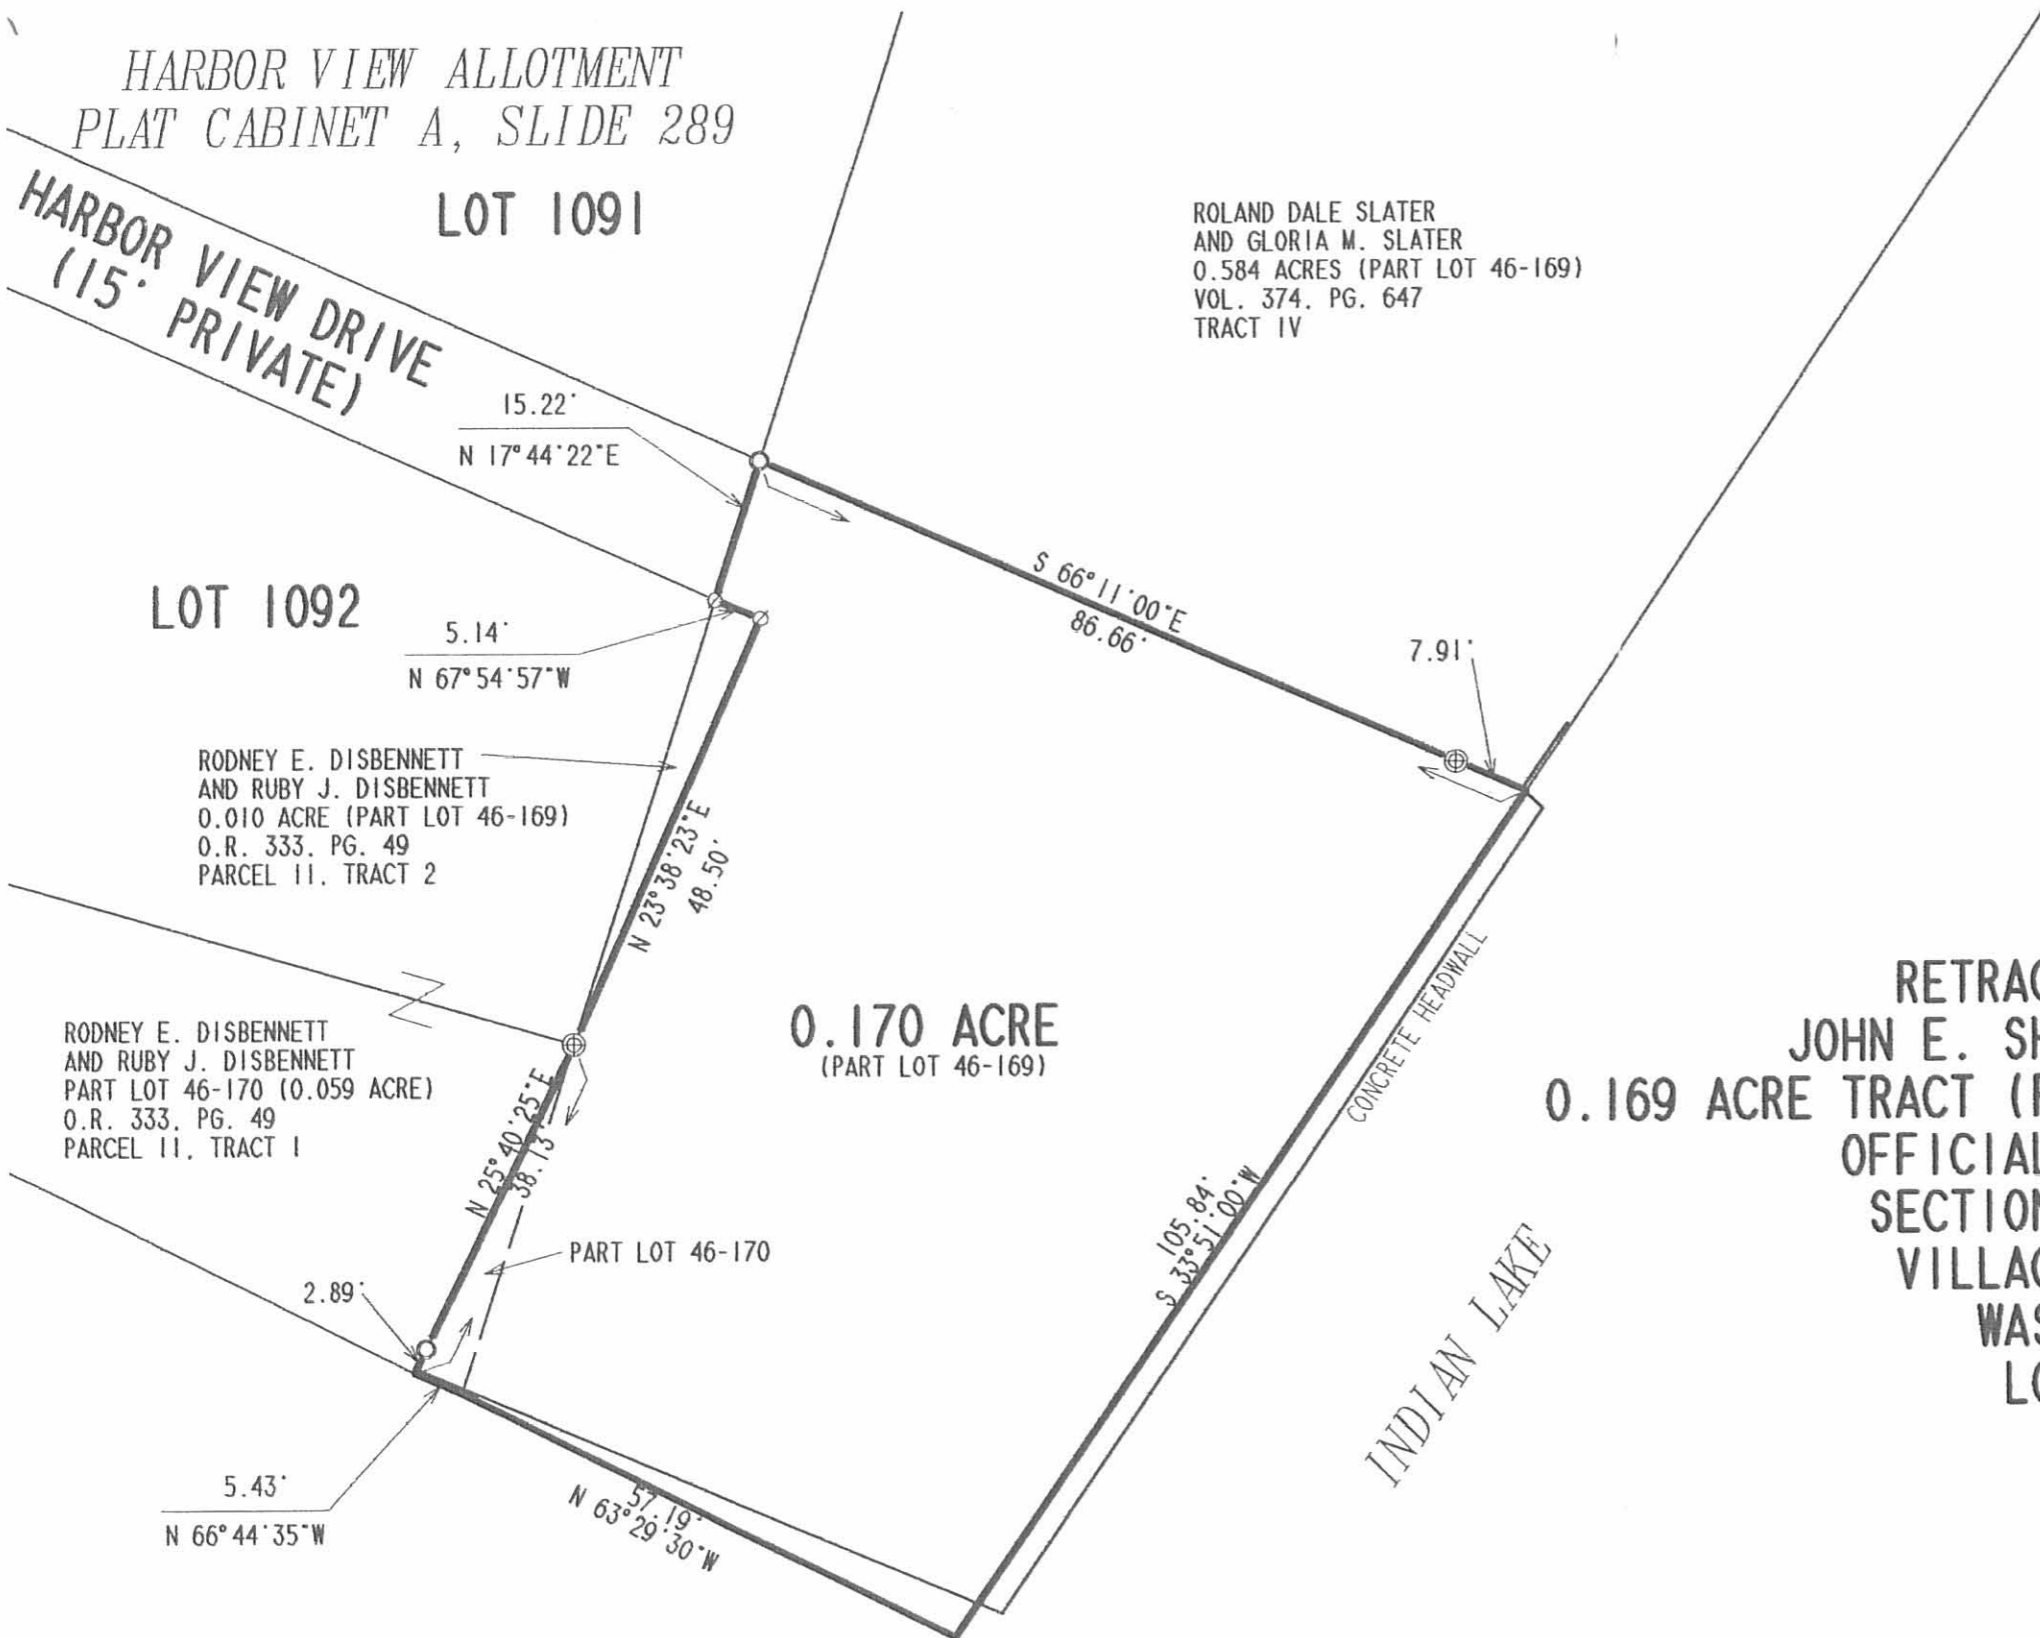 HARBOR VIEW ALLOTMENT
PLAT CABINET A, SLIDE 289
LOT 1091
HARBOR VIEW DRIVE
(15' PRIVATE)
ROLAND DALE SLATER
AND GLORIA M. SLATER
0.584 ACRES (PART LOT 46-169)
VOL. 374, PG. 647
TRACT IV
15.22'
N 17°44'22"E
LOT 1092
5.14'
N 67°54'57"W
S 66°11'00"E
86.66'
7.91'
RODNEY E. DISBENNETT
AND RUBY J. DISBENNETT
0.010 ACRE (PART LOT 46-169)
O.R. 333, PG. 49
PARCEL II, TRACT 2
N 23°38'23"E
48.50'
RODNEY E. DISBENNETT
AND RUBY J. DISBENNETT
PART LOT 46-170 (0.059 ACRE)
O.R. 333, PG. 49
PARCEL II, TRACT 1
0.170 ACRE
(PART LOT 46-169)
CONCRETE HEADWALL
N 25°40'25"E
38.13'
PART LOT 46-170
2.89'
105.84'
S 33°51'00"W
INDIAN LAKE
5.43'
N 66°44'35"W
57.19'
N 63°29'30"W
RETRAC
JOHN E. SH
0.169 ACRE TRACT (P
OFFICIAL
SECTION
VILLAG
WAS
LO